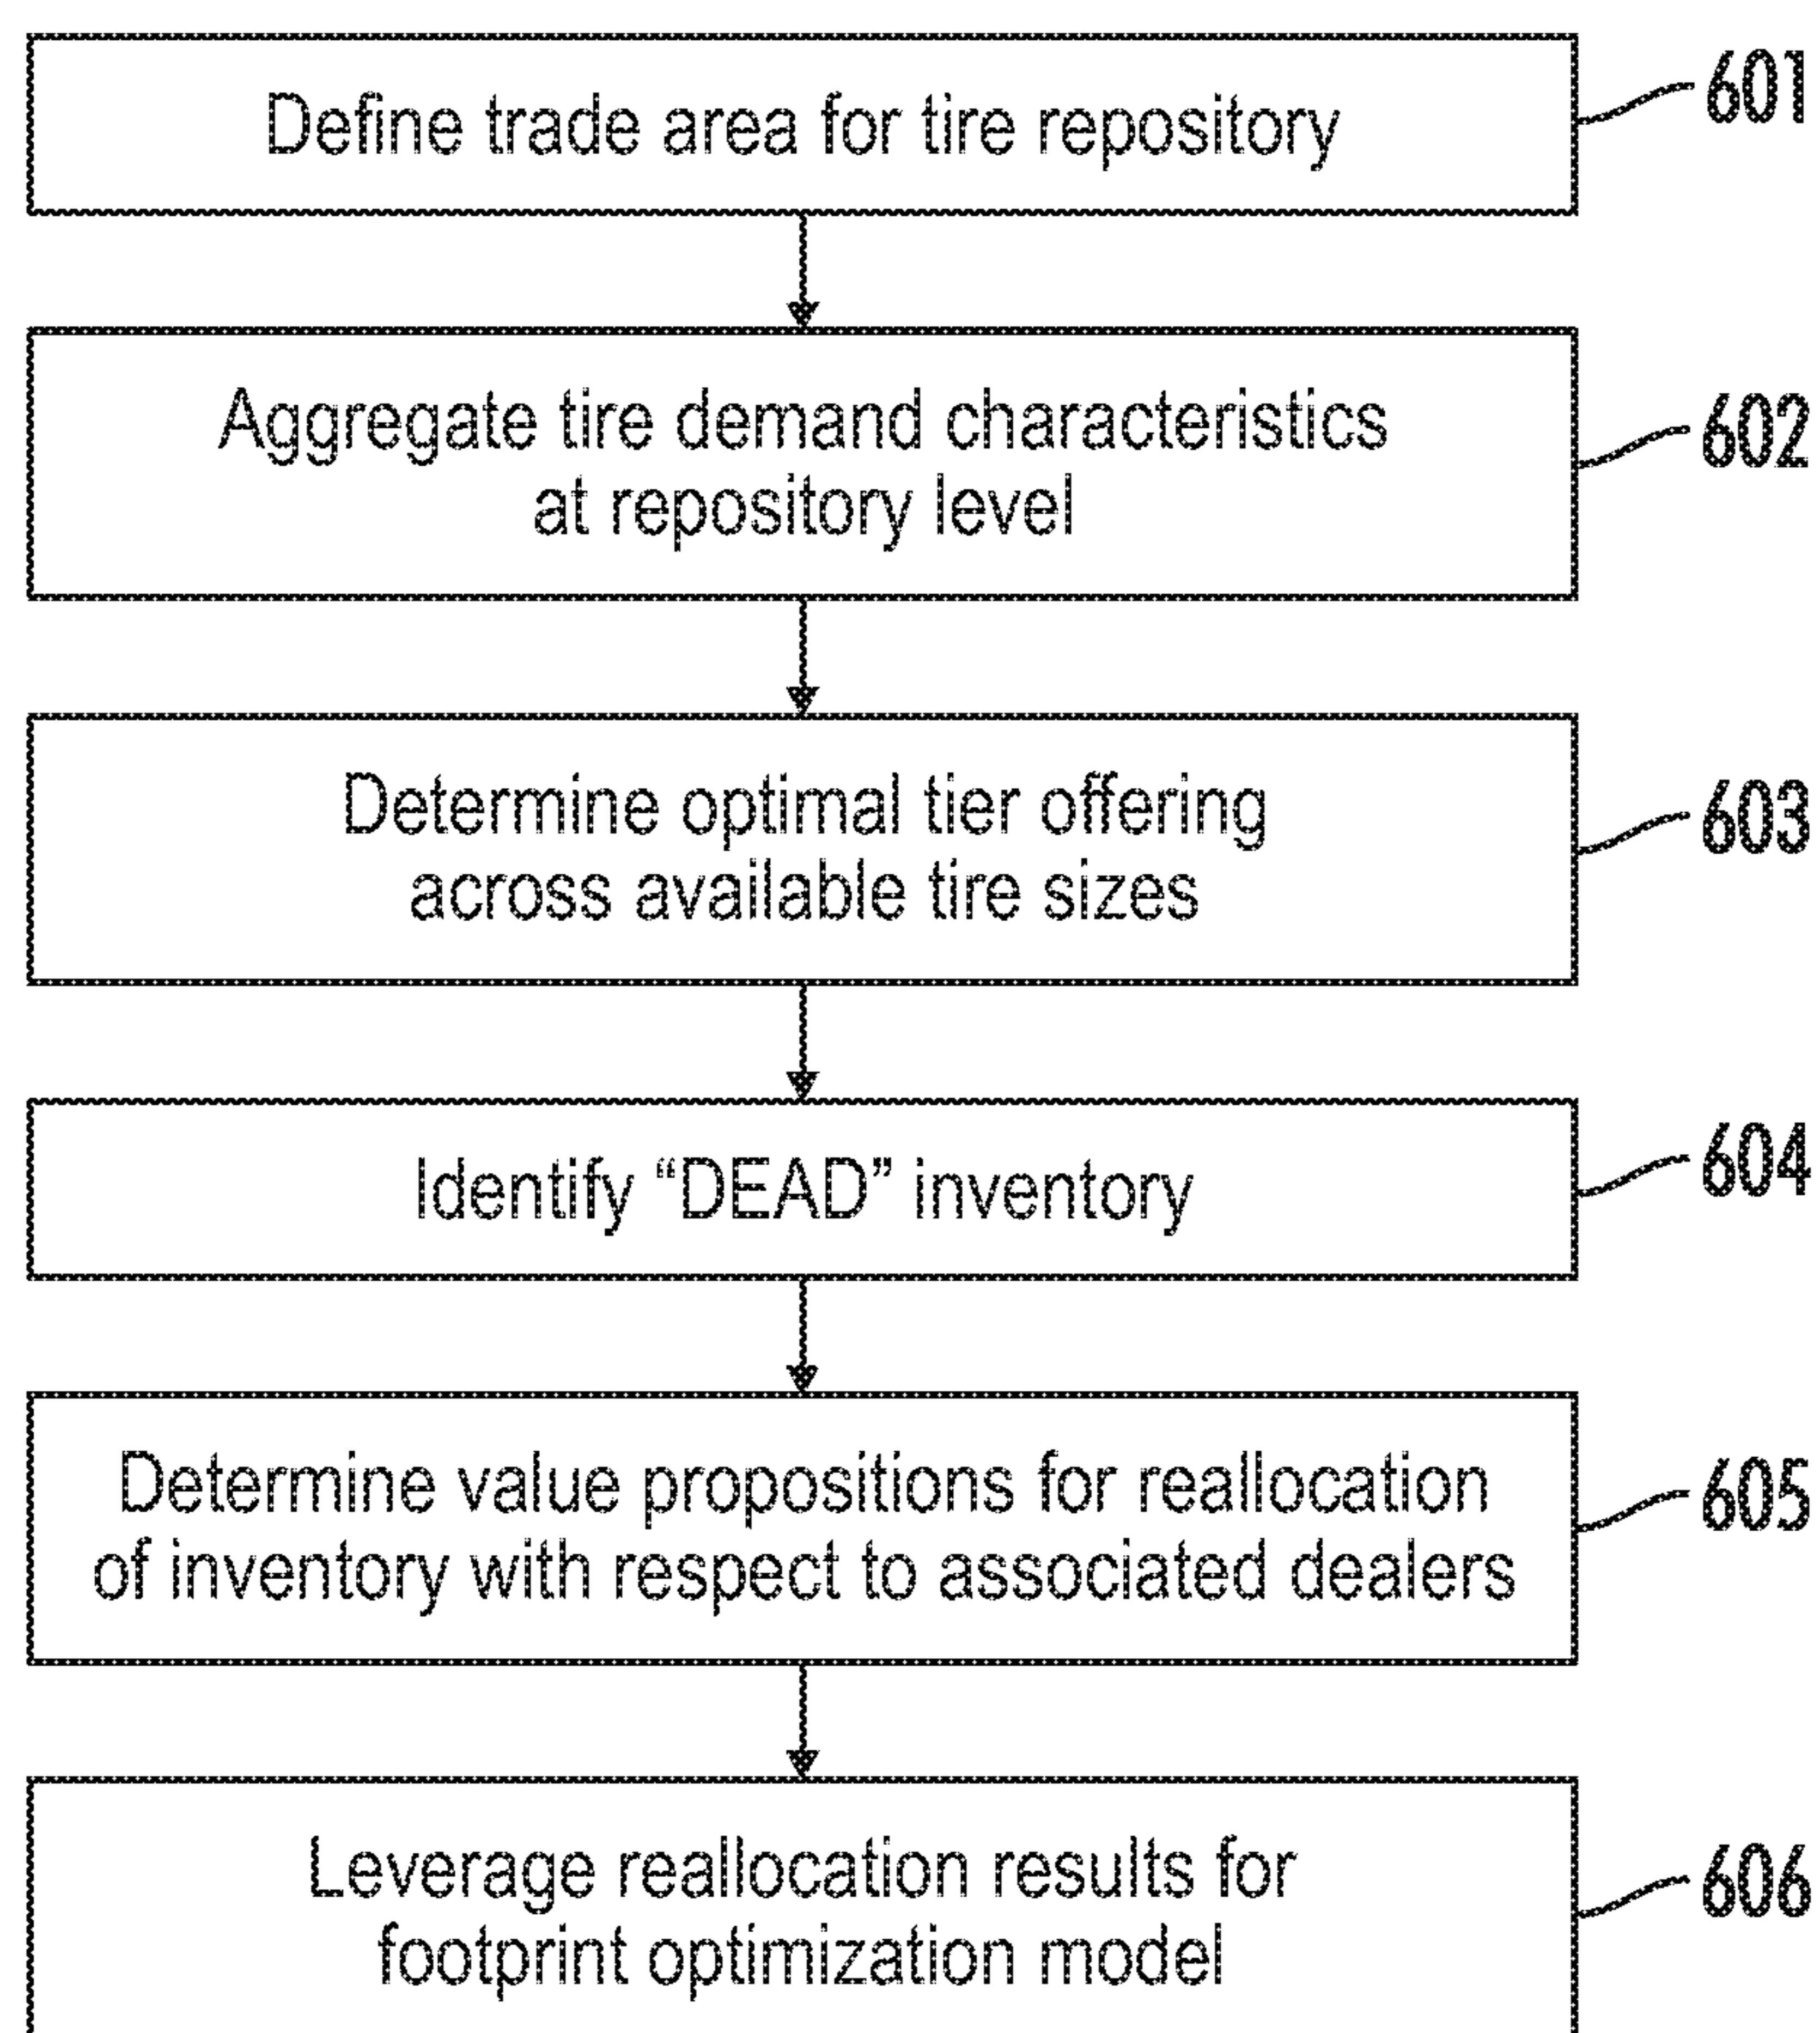 Define trade area for tire repository
601
Aggregate tire demand characteristics
at repository level
602
Determine optimal tier offering
across available tire sizes
603
Identify “DEAD” inventory
604
Determine value propositions for reallocation
of inventory with respect to associated dealers
605
Leverage reallocation results for
footprint optimization model
606